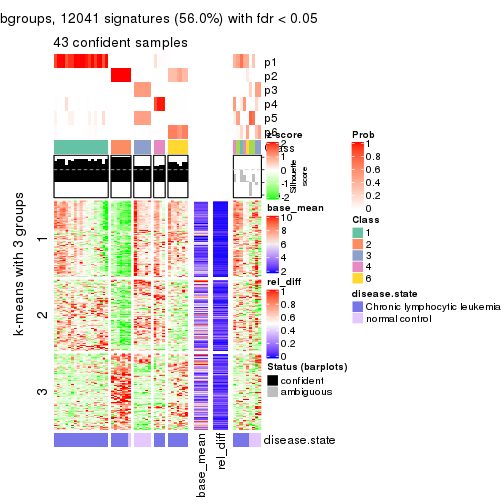 bgroups, 12041 signatures (56.0%) with fdr < 0.05
43 confident samples
p1
p2
p3
p4
p5
p6
Class
z-score
2
1
0
-1
-2
Silhouette
score
k-means with 3 groups
1
2
3
base_mean
10
8
6
4
2
rel_diff
1
0.8
0.6
0.4
0.2
0
Status (barplots)
confident
ambiguous
Prob
1
0.8
0.6
0.4
0.2
0
Class
1
2
3
4
6
disease.state
Chronic lymphocytic leukemia
normal control
disease.state
base_mean
rel_diff